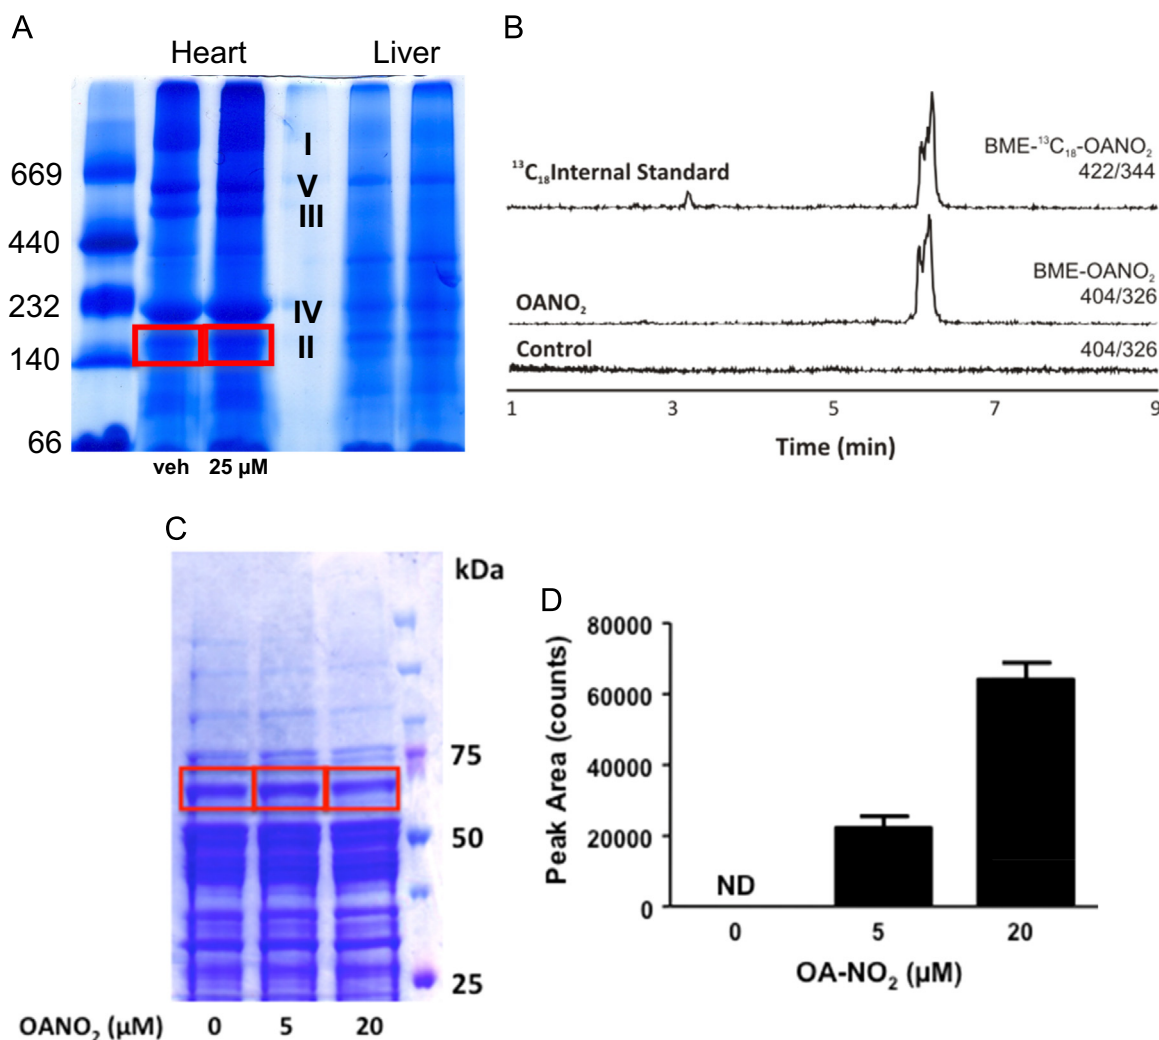 A
Heart Liver
669
440
232
140
66
I
V
III
IV
II
veh 25 µM
B
¹³C₁₈Internal Standard
BME-¹³C₁₈-OANO₂
422/344
OANO₂
BME-OANO₂
404/326
Control
404/326
1 3 5 7 9
Time (min)
C
kDa
75
50
25
OANO₂ (µM) 0 5 20
D
Peak Area (counts)
80000
60000
40000
20000
0
ND
0 5 20
OA-NO₂ (µM)